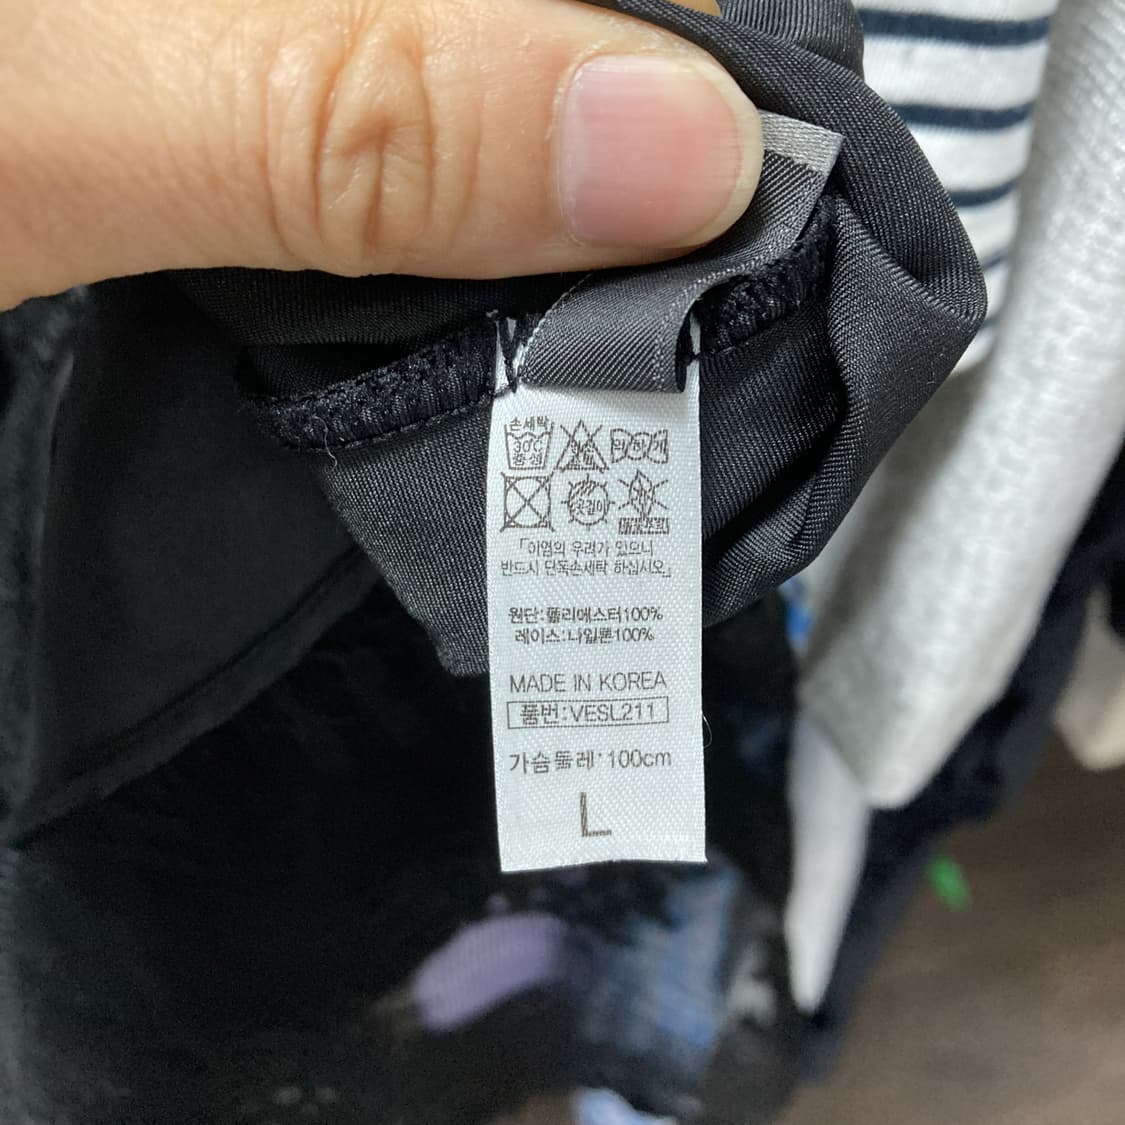 손세탁
30℃
중성
옷걸이
「이염의 우려가 있으니
반드시 단독손세탁 하십시오」
원단:폴리에스터100%
레이스:나일론100%
MADE IN KOREA
품번:VESL211
가슴둘레:100cm
L